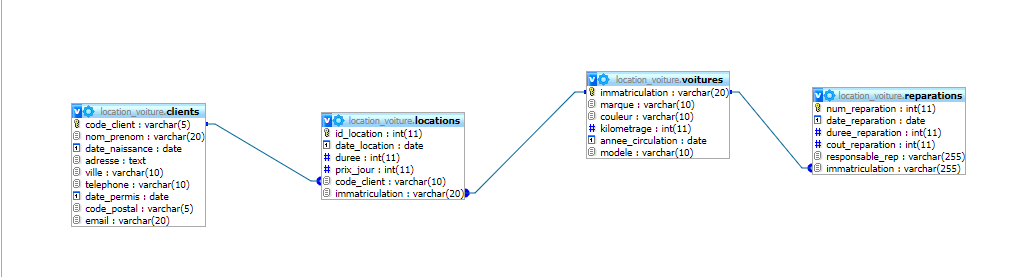 location_voiture.clients
code_client : varchar(5)
nom_prenom : varchar(20)
date_naissance : date
adresse : text
ville : varchar(10)
telephone : varchar(10)
date_permis : date
code_postal : varchar(5)
email : varchar(20)
location_voiture.locations
id_location : int(11)
date_location : date
duree : int(11)
prix_jour : int(11)
code_client : varchar(10)
immatriculation : varchar(20)
location_voiture.voitures
immatriculation : varchar(20)
marque : varchar(10)
couleur : varchar(10)
kilometrage : int(11)
annee_circulation : date
modele : varchar(10)
location_voiture.reparations
num_reparation : int(11)
date_reparation : date
duree_reparation : int(11)
cout_reparation : int(11)
responsable_rep : varchar(255)
immatriculation : varchar(255)